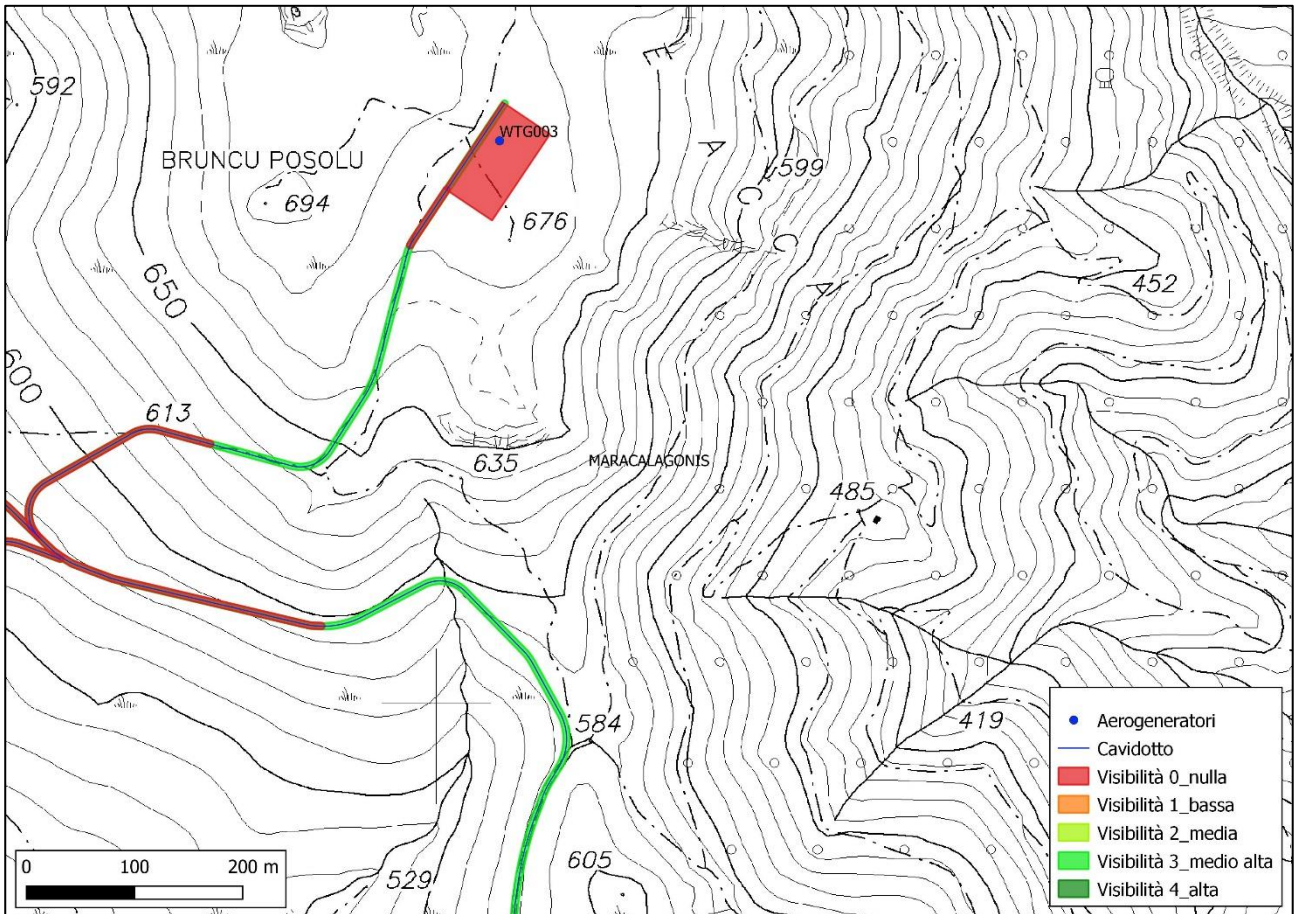 592
WTG003
BRUNCU POSOLU
694
676
599
F
A
C
C
A
452
650
600
613
635
MARACALAGONIS
485
584
419
529
605
0 100 200 m
Aerogeneratori
Cavidotto
Visibilità 0_nulla
Visibilità 1_bassa
Visibilità 2_media
Visibilità 3_medio alta
Visibilità 4_alta